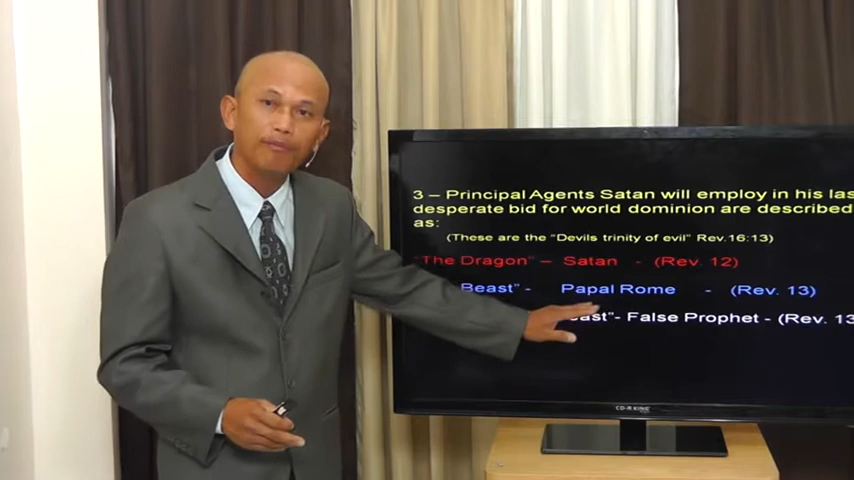 3 – Principal Agents Satan will employ in his las
desperate bid for world dominion are described
as:
(These are the "Devils trinity of evil" Rev.16:13)
"The Dragon" – Satan - (Rev. 12)
Beast" - Papal Rome - (Rev. 13)
east"- False Prophet - (Rev. 13
CD-R KING